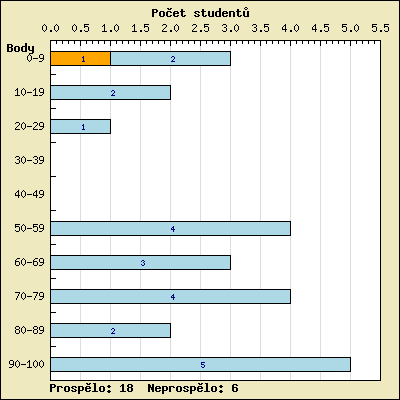 Počet studentů
0.0 0.5 1.0 1.5 2.0 2.5 3.0 3.5 4.0 4.5 5.0 5.5
Body
0-9 1 2
10-19 2
20-29 1
30-39
40-49
50-59 4
60-69 3
70-79 4
80-89 2
90-100 5
Prospělo: 18 Neprospělo: 6